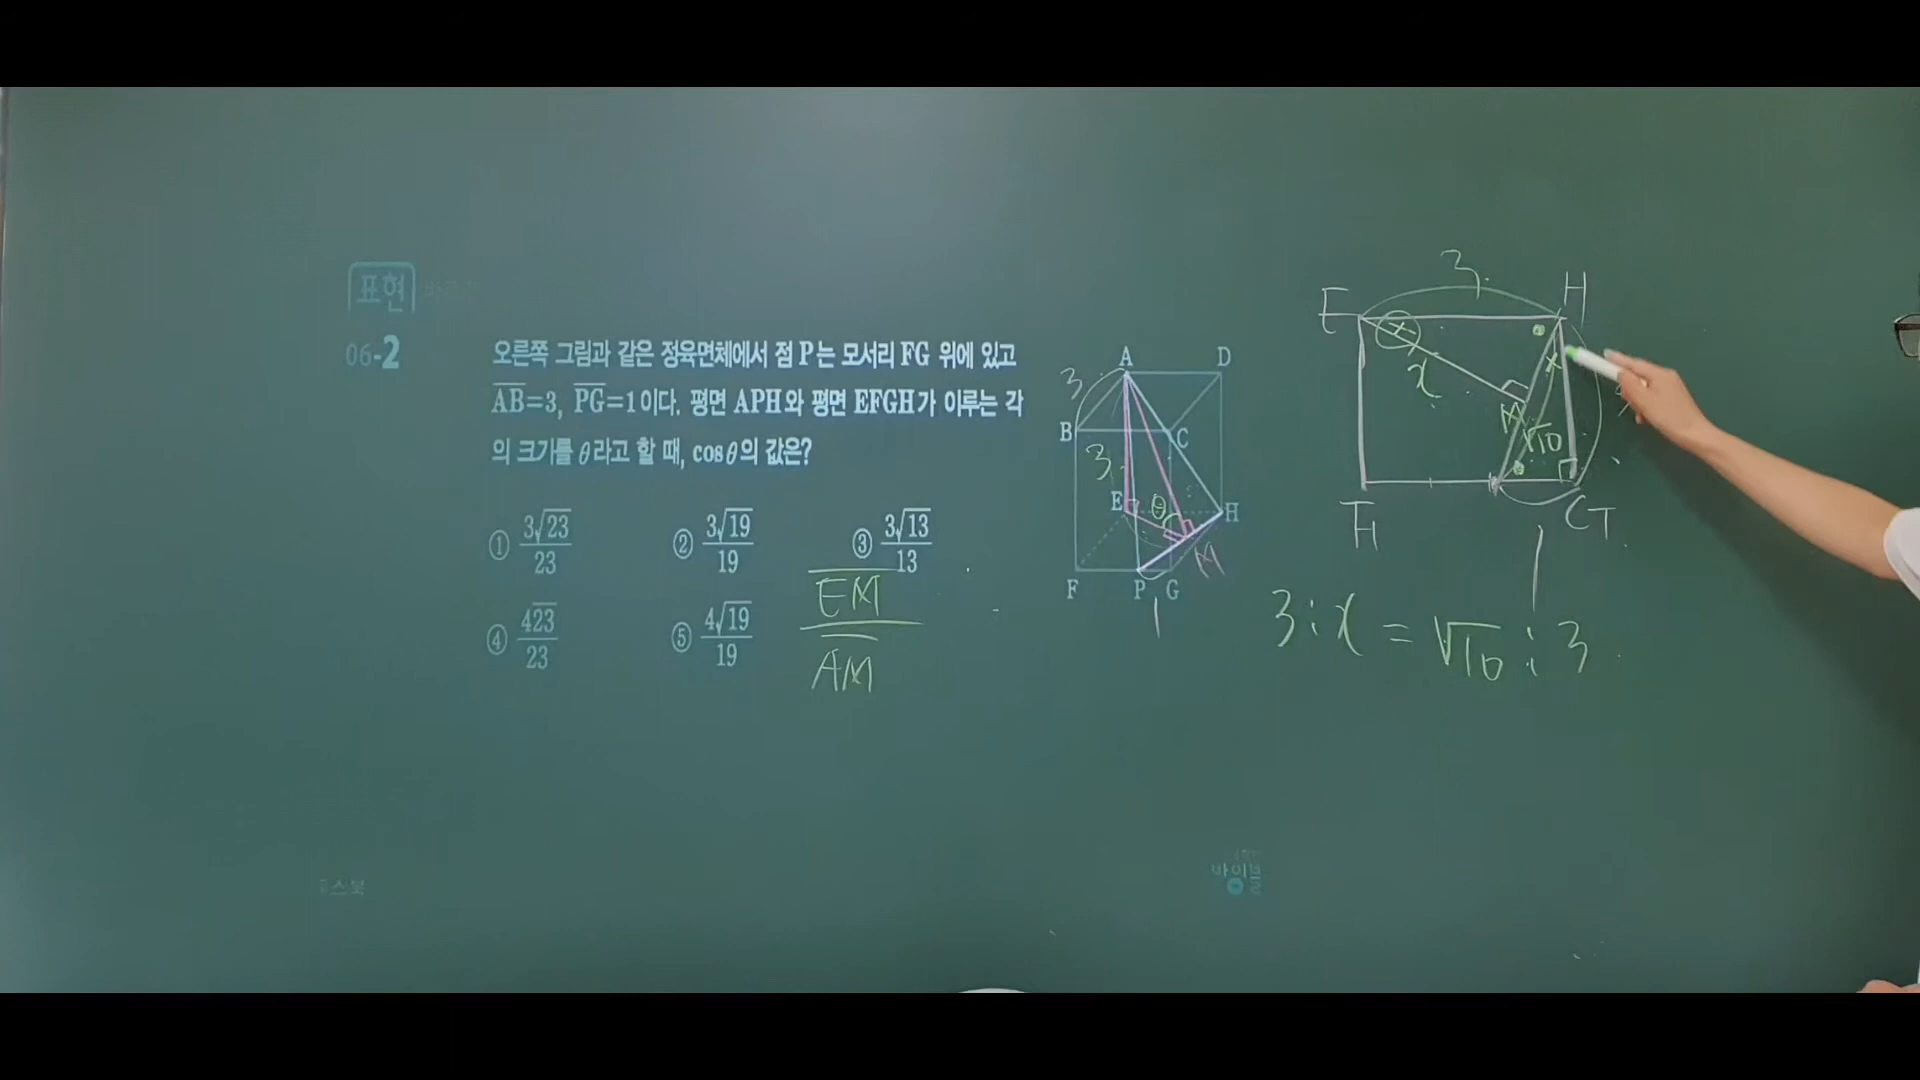 표현
06-2
오른쪽 그림과 같은 정육면체에서 점 P는 모서리 FG 위에 있고
AB=3, PG=1이다. 평면 APH와 평면 EFGH가 이루는 각
의 크기를 θ라고 할 때, cosθ의 값은?
① 3√23/23 ② 3√19/19 ③ 3√13/13
④ 423/23 ⑤ 4√19/19
EM/AM
A D
3
B C
3
E θ H
M
F P G
1
3
E H
x
M √10
F G
1
3 : x = √10 : 3
바이블